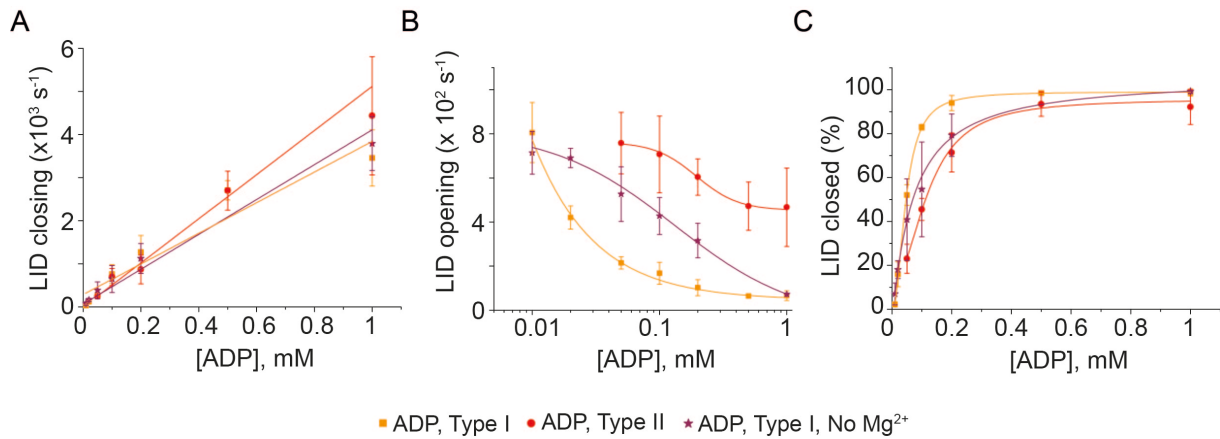 A
LID closing (x10³ s⁻¹)
6
4
2
0
0 0.2 0.4 0.6 0.8 1
[ADP], mM
B
LID opening (x 10² s⁻¹)
8
4
0
0.01 0.1 1
[ADP], mM
C
LID closed (%)
100
80
60
40
20
0
0 0.2 0.4 0.6 0.8 1
[ADP], mM
ADP, Type I ADP, Type II ADP, Type I, No Mg²⁺